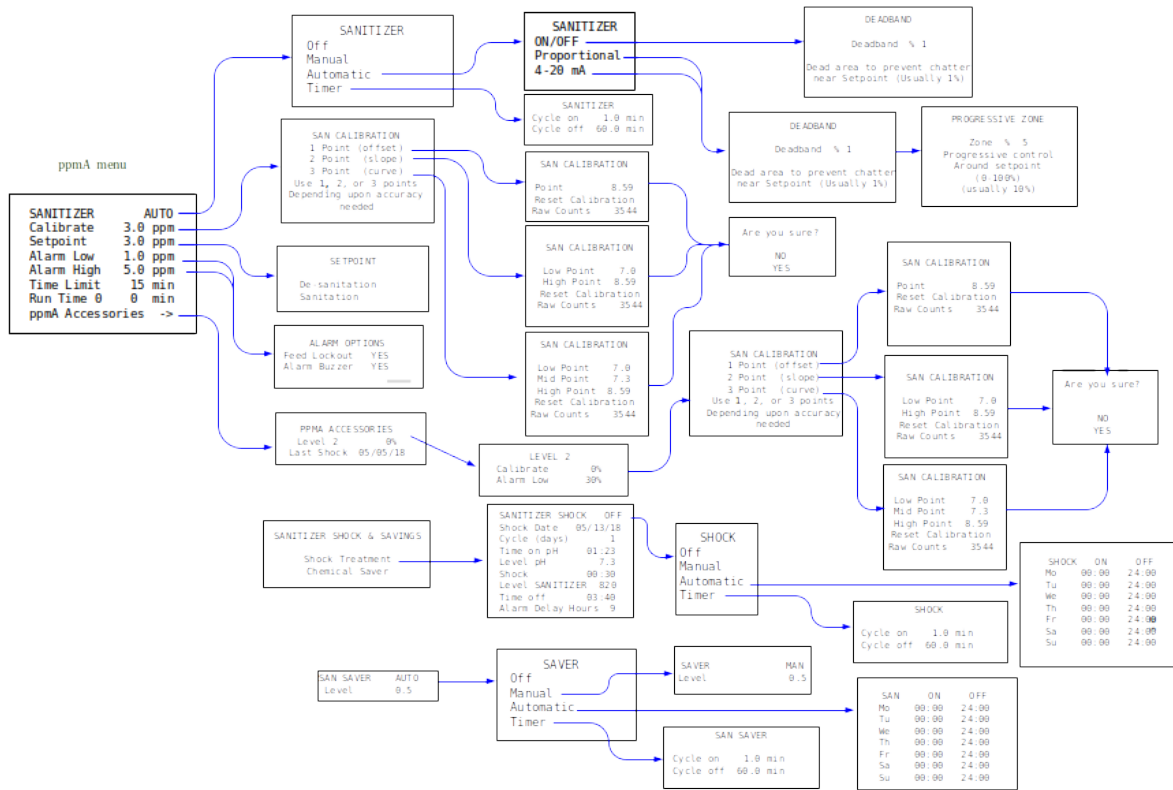 ppmA menu
SANITIZER AUTO
Calibrate 3.0 ppm
Setpoint 3.0 ppm
Alarm Low 1.0 ppm
Alarm High 5.0 ppm
Time Limit 15 min
Run Time 0 0 min
ppmA Accessories ->
SANITIZER
Off
Manual
Automatic
Timer
SANITIZER
ON/OFF
Proportional
4-20 mA
DEADBAND
Deadband % 1
Dead area to prevent chatter
near Setpoint (Usually 1%)
SANITIZER
Cycle on 1.0 min
Cycle off 60.0 min
DEADBAND
Deadband % 1
Dead area to prevent chatter
near Setpoint (Usually 1%)
PROGRESSIVE ZONE
Zone % 5
Progressive control
Around setpoint
(0-100%)
(usually 10%)
SAN CALIBRATION
1 Point (offset)
2 Point (slope)
3 Point (curve)
Use 1, 2, or 3 points
Depending upon accuracy
needed
SAN CALIBRATION
Point 8.59
Reset Calibration
Raw Counts 3544
SAN CALIBRATION
Low Point 7.0
High Point 8.59
Reset Calibration
Raw Counts 3544
SAN CALIBRATION
Low Point 7.0
Mid Point 7.3
High Point 8.59
Reset Calibration
Raw Counts 3544
Are you sure?
NO
YES
SETPOINT
De-sanitation
Sanitation
ALARM OPTIONS
Feed Lockout YES
Alarm Buzzer YES
PPMA ACCESSORIES
Level 2 0%
Last Shock 05/05/18
LEVEL 2
Calibrate 0%
Alarm Low 30%
SAN CALIBRATION
1 Point (offset)
2 Point (slope)
3 Point (curve)
Use 1, 2, or 3 points
Depending upon accuracy
needed
SAN CALIBRATION
Point 8.59
Reset Calibration
Raw Counts 3544
SAN CALIBRATION
Low Point 7.0
High Point 8.59
Reset Calibration
Raw Counts 3544
SAN CALIBRATION
Low Point 7.0
Mid Point 7.3
High Point 8.59
Reset Calibration
Raw Counts 3544
Are you sure?
NO
YES
SANITIZER SHOCK & SAVINGS
Shock Treatment
Chemical Saver
SANITIZER SHOCK OFF
Shock Date 05/13/18
Cycle (days) 1
Time on pH 01:23
Level pH 7.3
Shock 00:30
Level SANITIZER 820
Time off 03:40
Alarm Delay Hours 9
SHOCK
Off
Manual
Automatic
Timer
SHOCK ON OFF
Mo 00:00 24:00
Tu 00:00 24:00
We 00:00 24:00
Th 00:00 24:00
Fr 00:00 24:00
Sa 00:00 24:00
Su 00:00 24:00
SHOCK
Cycle on 1.0 min
Cycle off 60.0 min
SAN SAVER AUTO
Level 0.5
SAVER
Off
Manual
Automatic
Timer
SAVER MAN
Level 0.5
SAN ON OFF
Mo 00:00 24:00
Tu 00:00 24:00
We 00:00 24:00
Th 00:00 24:00
Fr 00:00 24:00
Sa 00:00 24:00
Su 00:00 24:00
SAN SAVER
Cycle on 1.0 min
Cycle off 60.0 min